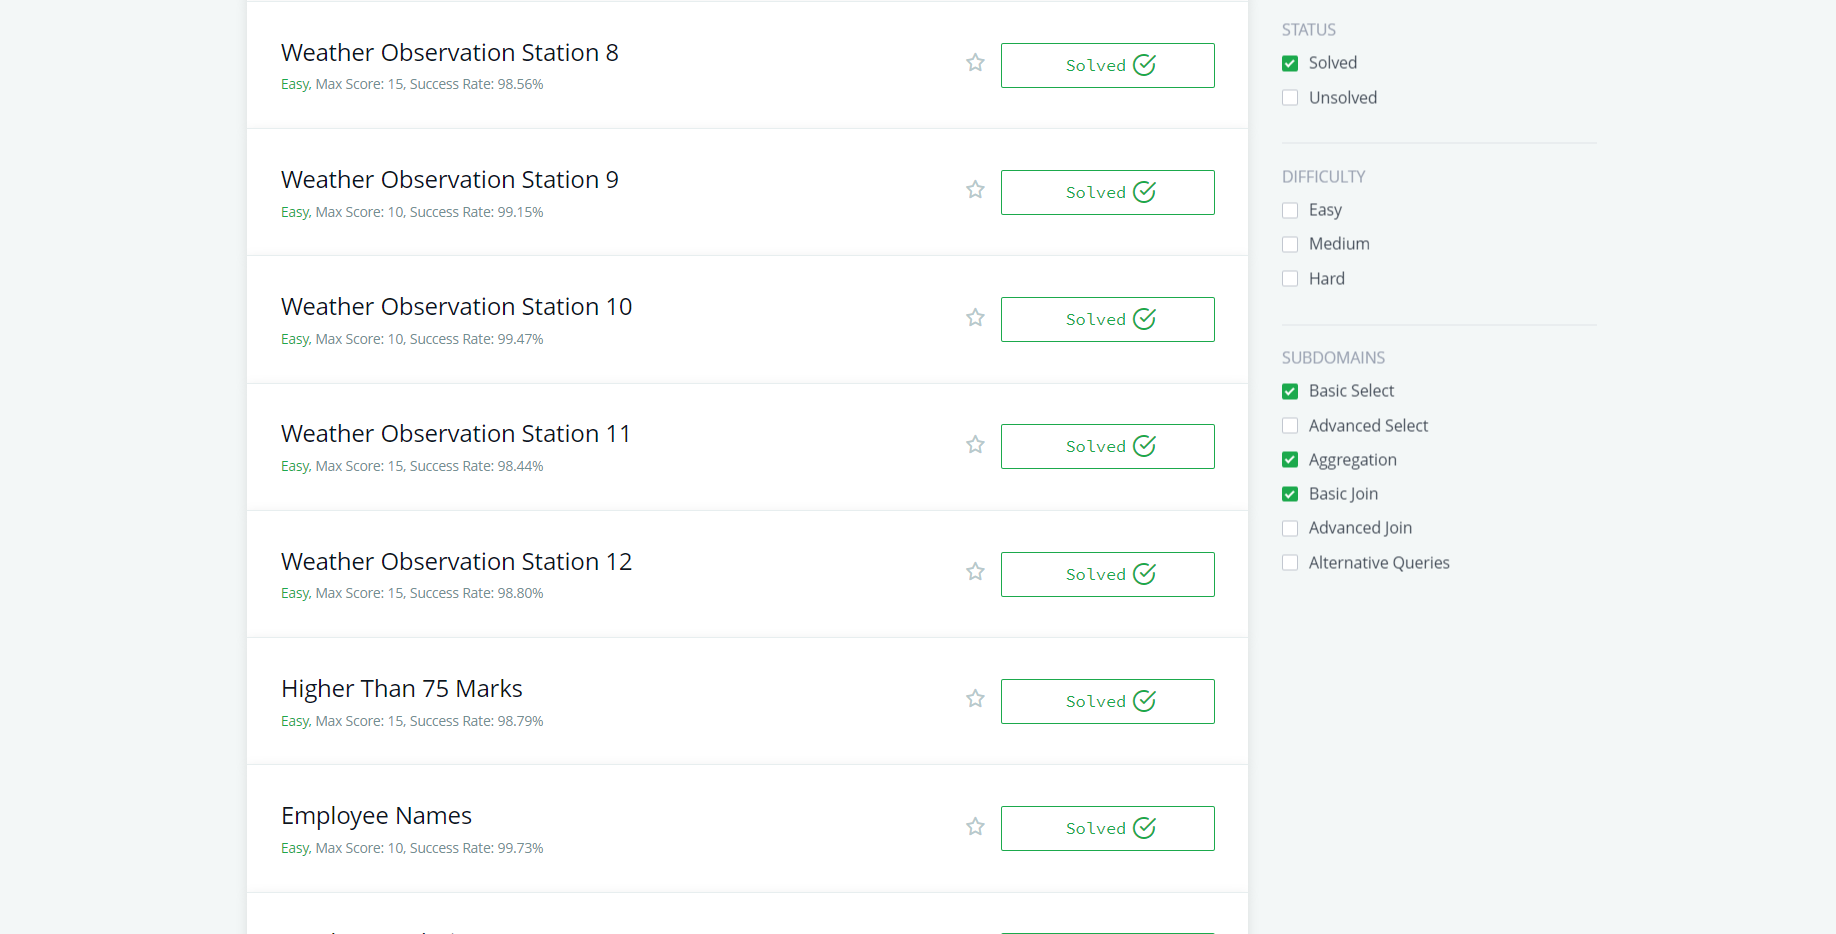 Weather Observation Station 8
Easy, Max Score: 15, Success Rate: 98.56%
Solved
Weather Observation Station 9
Easy, Max Score: 10, Success Rate: 99.15%
Solved
Weather Observation Station 10
Easy, Max Score: 10, Success Rate: 99.47%
Solved
Weather Observation Station 11
Easy, Max Score: 15, Success Rate: 98.44%
Solved
Weather Observation Station 12
Easy, Max Score: 15, Success Rate: 98.80%
Solved
Higher Than 75 Marks
Easy, Max Score: 15, Success Rate: 98.79%
Solved
Employee Names
Easy, Max Score: 10, Success Rate: 99.73%
Solved
STATUS
Solved
Unsolved
DIFFICULTY
Easy
Medium
Hard
SUBDOMAINS
Basic Select
Advanced Select
Aggregation
Basic Join
Advanced Join
Alternative Queries